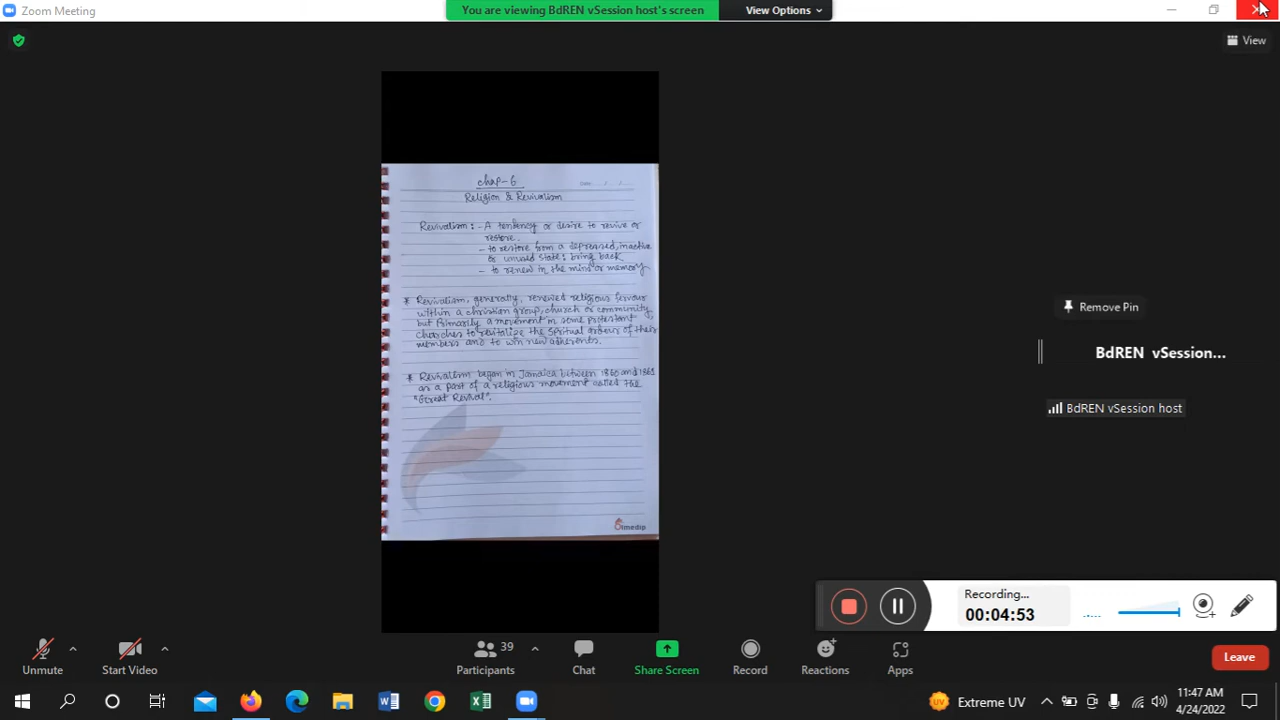 Zoom Meeting
You are viewing BdREN vSession host's screen
View Options
View
chap-6
Date: .../.../...
Religion & Revivalism
Revivalism: - A tendency or desire to revive or
restore.
- to restore from a depressed, inactive
or unused state: bring back
- to renew in the mind or memory
* Revivalism, generally, renewed religious fervour
within a christian group, church or community,
but Primarily a movement in some protestant
churches to revitalize the spiritual ardour of their
members and to win new adherents.
* Revivalism began in Jamaica between 1860 and 1861
as a part of a religious movement called
"Great Revival".
Olmedip
Remove Pin
BdREN vSession...
BdREN vSession host
Recording...
00:04:53
Unmute
Start Video
39
Participants
Chat
Share Screen
Record
Reactions
Apps
Leave
Extreme UV
11:47 AM
4/24/2022